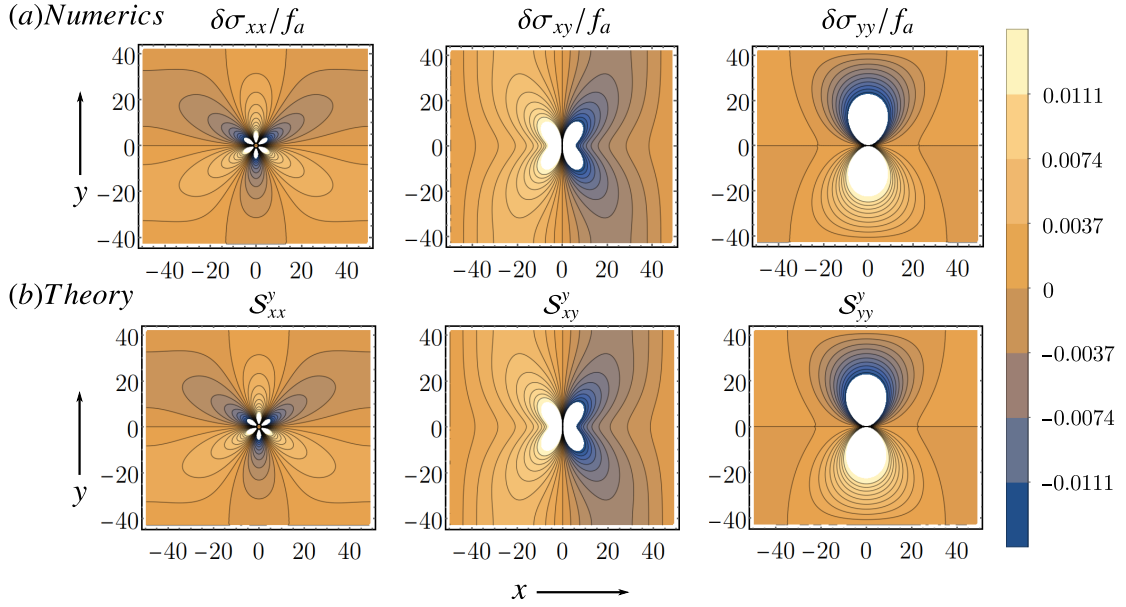 (a)Numerics
δσxx/fa δσxy/fa δσyy/fa
40 40 40
20 20 20
0 0 0
−20 −20 −20
−40 −40 −40
y
−40 −20 0 20 40 −40 −20 0 20 40 −40 −20 0 20 40
(b)Theory
𝒮ʸxx 𝒮ʸxy 𝒮ʸyy
40 40 40
20 20 20
0 0 0
−20 −20 −20
−40 −40 −40
y
−40 −20 0 20 40 −40 −20 0 20 40 −40 −20 0 20 40
x
0.0111
0.0074
0.0037
0
−0.0037
−0.0074
−0.0111